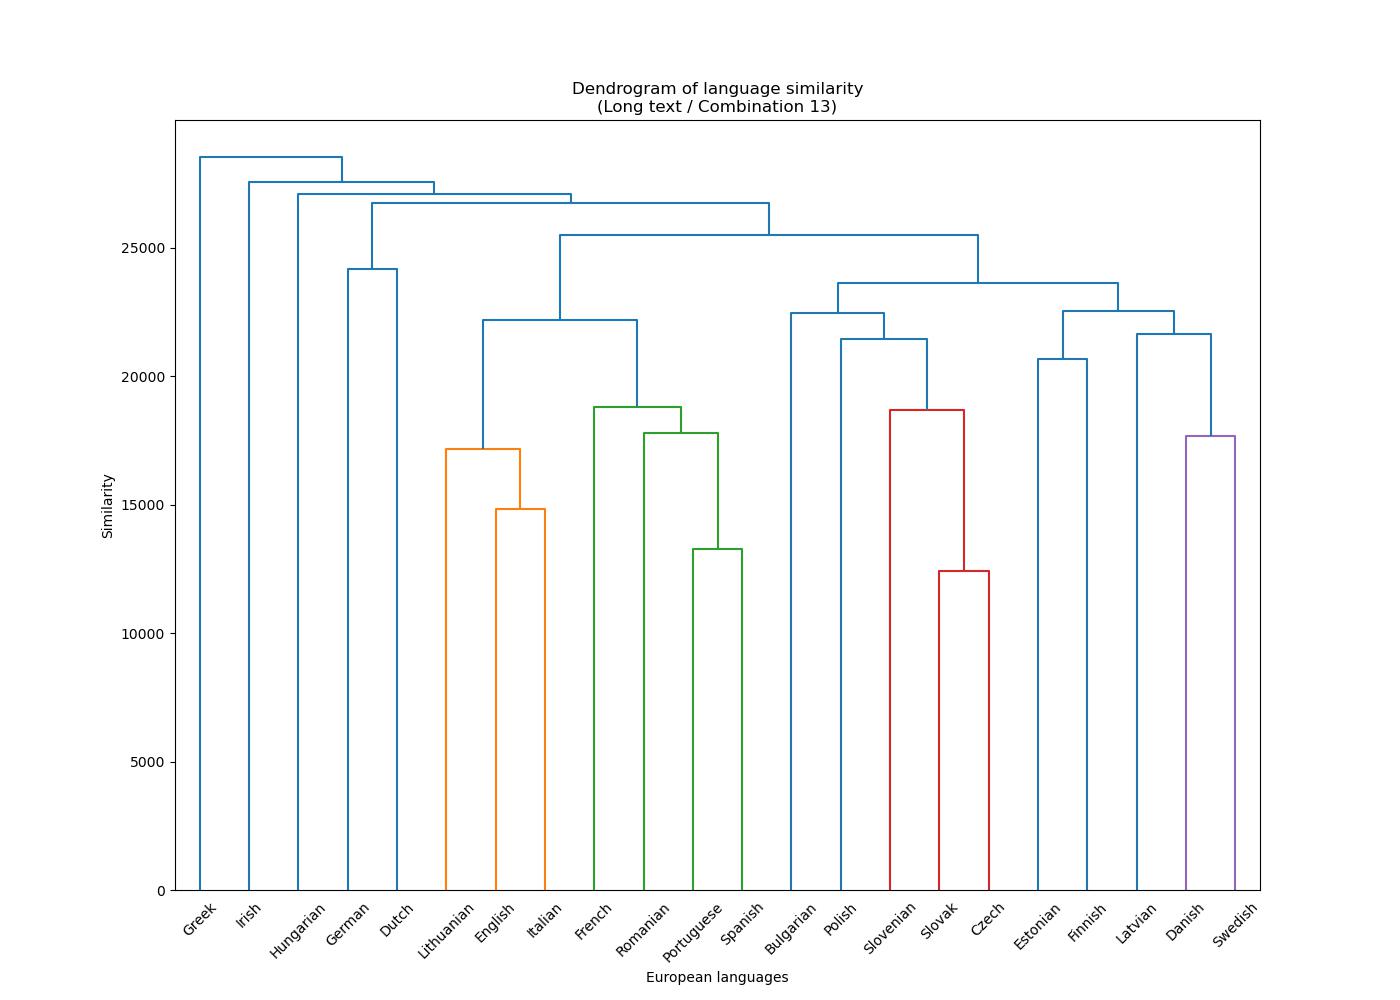 Dendrogram of language similarity
(Long text / Combination 13)
Similarity
25000
20000
15000
10000
5000
0
Greek
Irish
Hungarian
German
Dutch
Lithuanian
English
Italian
French
Romanian
Portuguese
Spanish
Bulgarian
Polish
Slovenian
Slovak
Czech
Estonian
Finnish
Latvian
Danish
Swedish
European languages